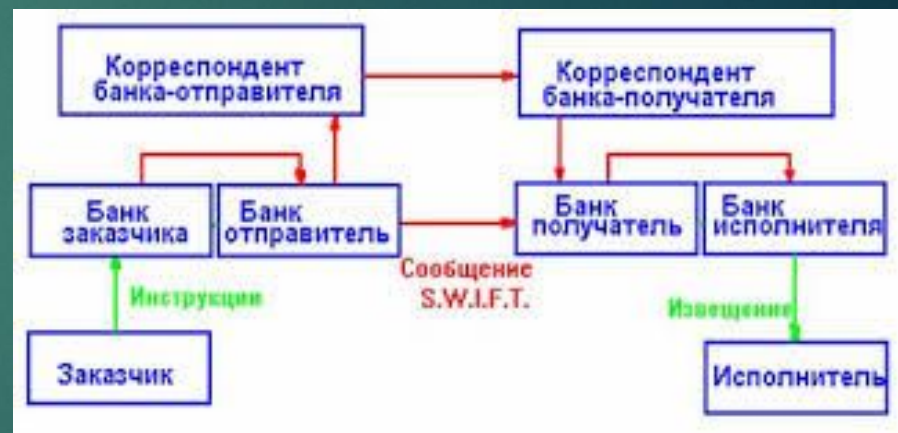 Корреспондент
банка-отправителя
Корреспондент
банка-получателя
Банк
заказчика
Банк
отправитель
Банк
получатель
Банк
исполнителя
Сообщение
S.W.I.F.T.
Инструкции
Извещение
Заказчик
Исполнитель